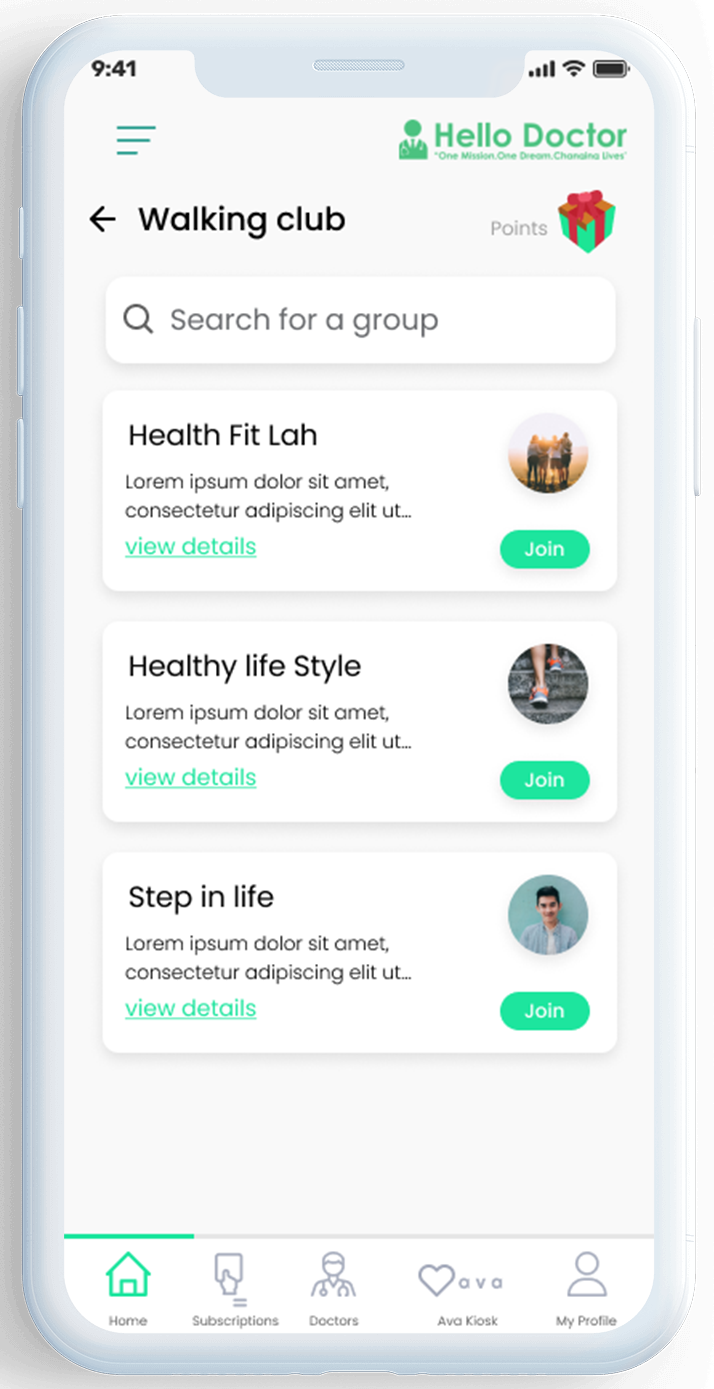 9:41
Hello Doctor
"One Mission.One Dream.Changing Lives"
Walking club
Points
Search for a group
Health Fit Lah
Lorem ipsum dolor sit amet,
consectetur adipiscing elit ut...
view details
Join
Healthy life Style
Lorem ipsum dolor sit amet,
consectetur adipiscing elit ut...
view details
Join
Step in life
Lorem ipsum dolor sit amet,
consectetur adipiscing elit ut...
view details
Join
ava
Home Subscriptions Doctors Ava Kiosk My Profile